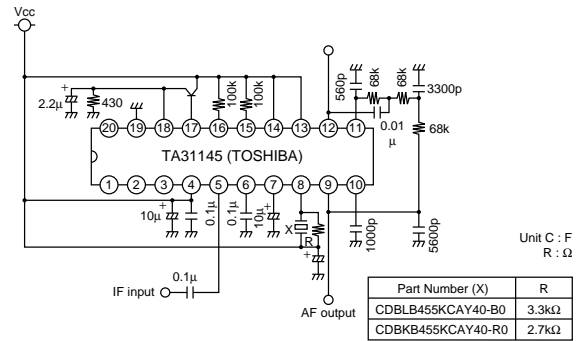 Vcc
560p
68k
68k
3300p
100k
100k
2.2µ
+
430
0.01
µ
68k
20 19 18 17 16 15 14 13 12 11
TA31145 (TOSHIBA)
1 2 3 4 5 6 7 8 9 10
10µ
+
0.1µ
0.1µ
10µ
+
X
R
+
1000p
5600p
Unit C : F
R : Ω
0.1µ
IF input
AF output
Part Number (X) R
CDBLB455KCAY40-B0 3.3kΩ
CDBKB455KCAY40-R0 2.7kΩ